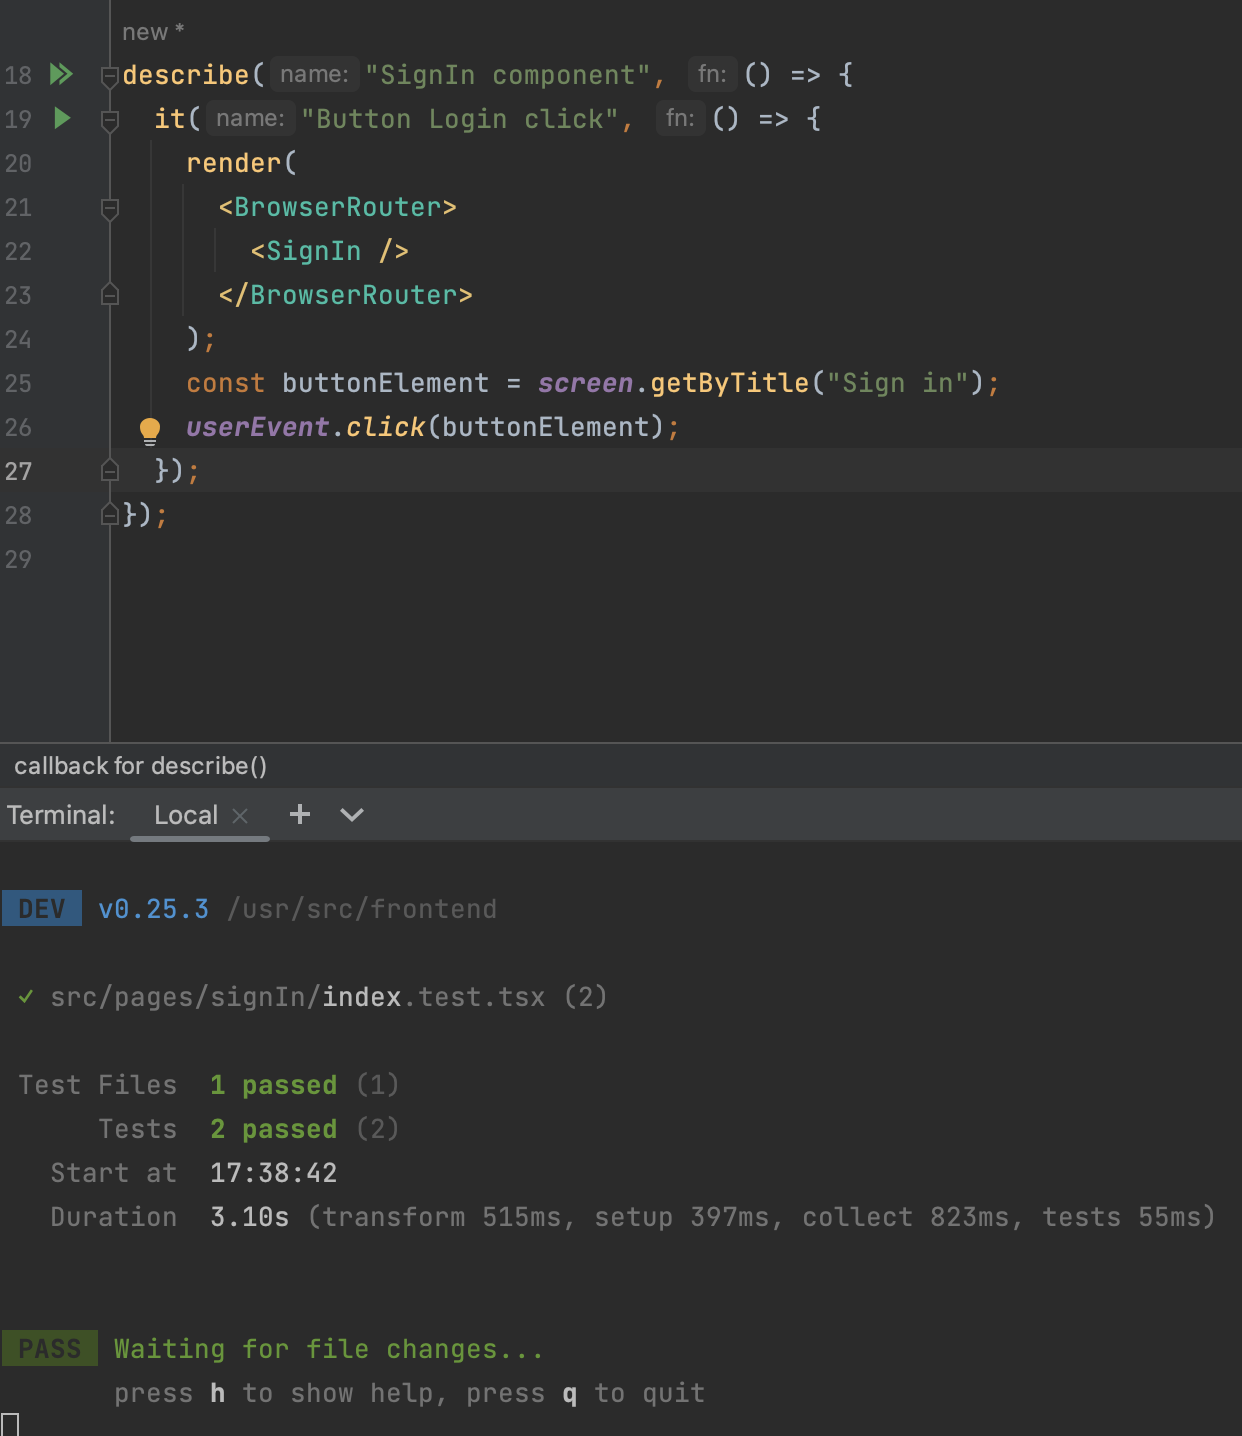 new *
18 describe( name: "SignIn component", fn: () => {
19 it( name: "Button Login click", fn: () => {
20 render(
21 <BrowserRouter>
22 <SignIn />
23 </BrowserRouter>
24 );
25 const buttonElement = screen.getByTitle("Sign in");
26 userEvent.click(buttonElement);
27 });
28 });
29
callback for describe()
Terminal: Local × + 
DEV v0.25.3 /usr/src/frontend
✓ src/pages/signIn/index.test.tsx (2)
Test Files 1 passed (1)
Tests 2 passed (2)
Start at 17:38:42
Duration 3.10s (transform 515ms, setup 397ms, collect 823ms, tests 55ms)
PASS Waiting for file changes...
press h to show help, press q to quit